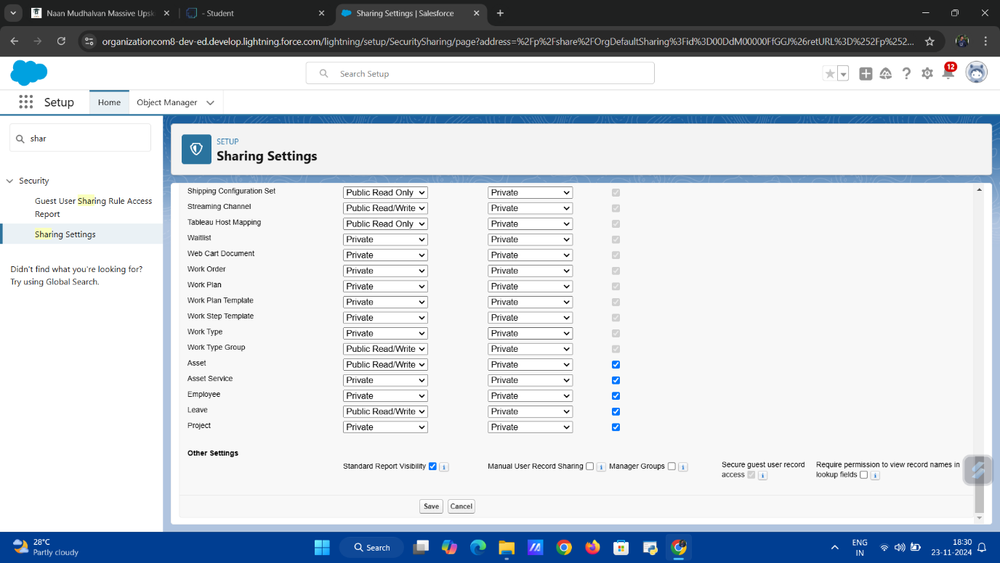 Naan Mudhalvan Massive Upsk
- Student
Sharing Settings | Salesforce
organizationcom8-dev-ed.develop.lightning.force.com/lightning/setup/SecuritySharing/page?address=%2Fp%2Fshare%2FOrgDefaultSharing%3Fid%3D00DdM00000FfGGJ%26retURL%3D%252Fp%252...
Search Setup
12
Setup
Home
Object Manager
shar
Security
Guest User Sharing Rule Access
Report
Sharing Settings
Didn't find what you're looking for?
Try using Global Search.
SETUP
Sharing Settings
Shipping Configuration Set Public Read Only Private
Streaming Channel Public Read/Write Private
Tableau Host Mapping Public Read Only Private
Waitlist Private Private
Web Cart Document Private Private
Work Order Private Private
Work Plan Private Private
Work Plan Template Private Private
Work Step Template Private Private
Work Type Private Private
Work Type Group Public Read/Write Private
Asset Public Read/Write Private
Asset Service Private Private
Employee Private Private
Leave Public Read/Write Private
Project Private Private
Other Settings
Standard Report Visibility i
Manual User Record Sharing i
Manager Groups i
Secure guest user record
access i
Require permission to view record names in
lookup fields i
Save Cancel
28°C
Partly cloudy
Search
ENG
IN
18:30
23-11-2024